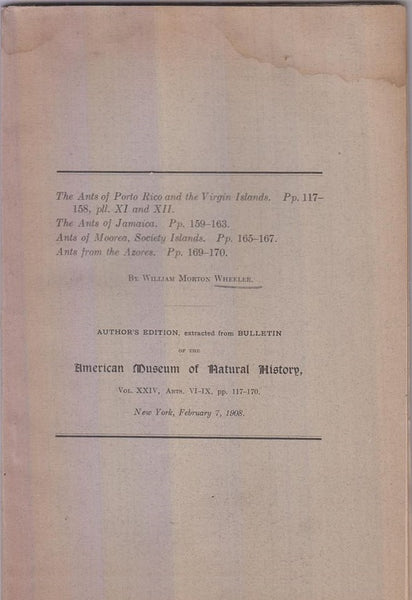 The Ants of Porto Rico and the Virgin Islands. Pp. 117–
158, pll. XI and XII.
The Ants of Jamaica. Pp. 159–163.
Ants of Moorea, Society Islands. Pp. 165–167.
Ants from the Azores. Pp. 169–170.
By William Morton Wheeler.
AUTHOR'S EDITION, extracted from BULLETIN
OF THE
American Museum of Natural History,
Vol. XXIV, Arts. VI–IX, pp. 117–170.
New York, February 7, 1908.